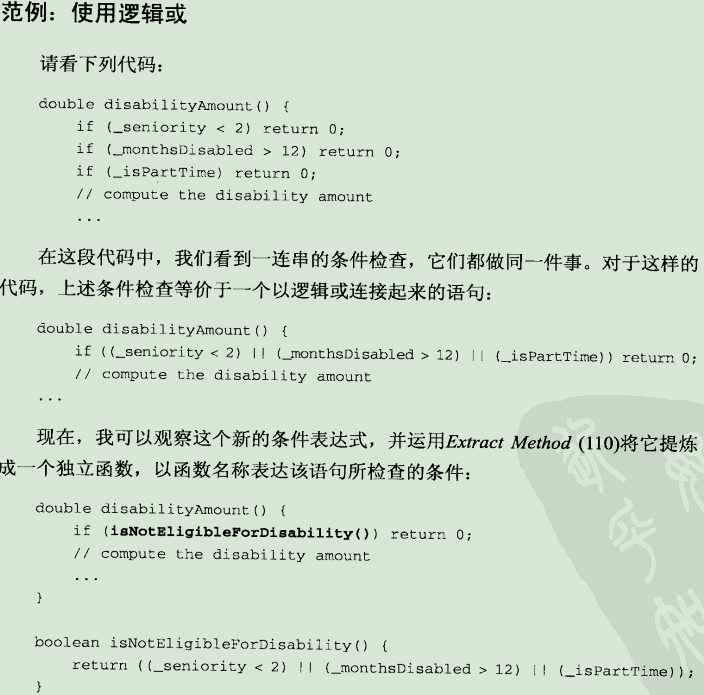 范例：使用逻辑或
请看下列代码：
double disabilityAmount() {
    if (_seniority < 2) return 0;
    if (_monthsDisabled > 12) return 0;
    if (_isPartTime) return 0;
    // compute the disability amount
    ...
在这段代码中，我们看到一连串的条件检查，它们都做同一件事。对于这样的
代码，上述条件检查等价于一个以逻辑或连接起来的语句：
double disabilityAmount() {
    if ((_seniority < 2) || (_monthsDisabled > 12) || (_isPartTime)) return 0;
    // compute the disability amount
...
现在，我可以观察这个新的条件表达式，并运用Extract Method (110)将它提炼
成一个独立函数，以函数名称表达该语句所检查的条件：
double disabilityAmount() {
    if (isNotEligibleForDisability()) return 0;
    // compute the disability amount
    ...
}
boolean isNotEligibleForDisability() {
    return ((_seniority < 2) || (_monthsDisabled > 12) || (_isPartTime));
}